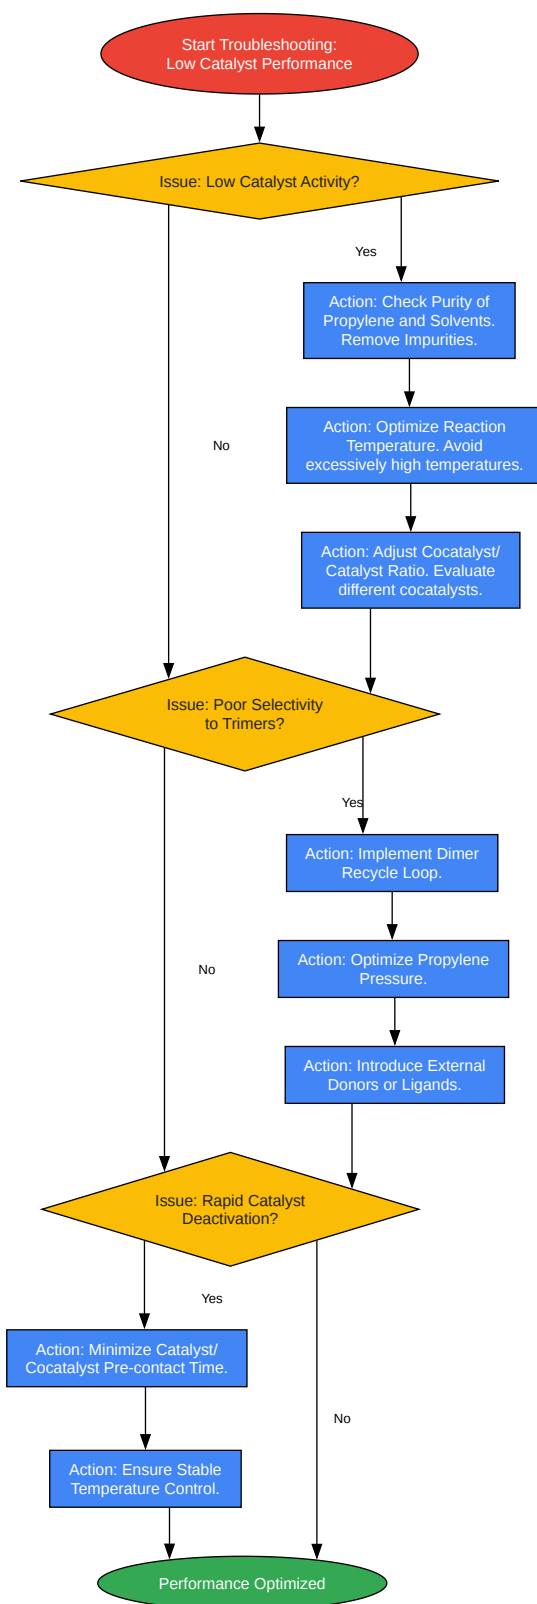 Start Troubleshooting:
Low Catalyst Performance
Issue: Low Catalyst Activity?
Yes
Action: Check Purity of
Propylene and Solvents.
Remove Impurities.
Action: Optimize Reaction
Temperature. Avoid
excessively high temperatures.
No
Action: Adjust Cocatalyst/
Catalyst Ratio. Evaluate
different cocatalysts.
Issue: Poor Selectivity
to Trimers?
Yes
Action: Implement Dimer
Recycle Loop.
Action: Optimize Propylene
Pressure.
No
Action: Introduce External
Donors or Ligands.
Issue: Rapid Catalyst
Deactivation?
Yes
Action: Minimize Catalyst/
Cocatalyst Pre-contact Time.
No
Action: Ensure Stable
Temperature Control.
Performance Optimized